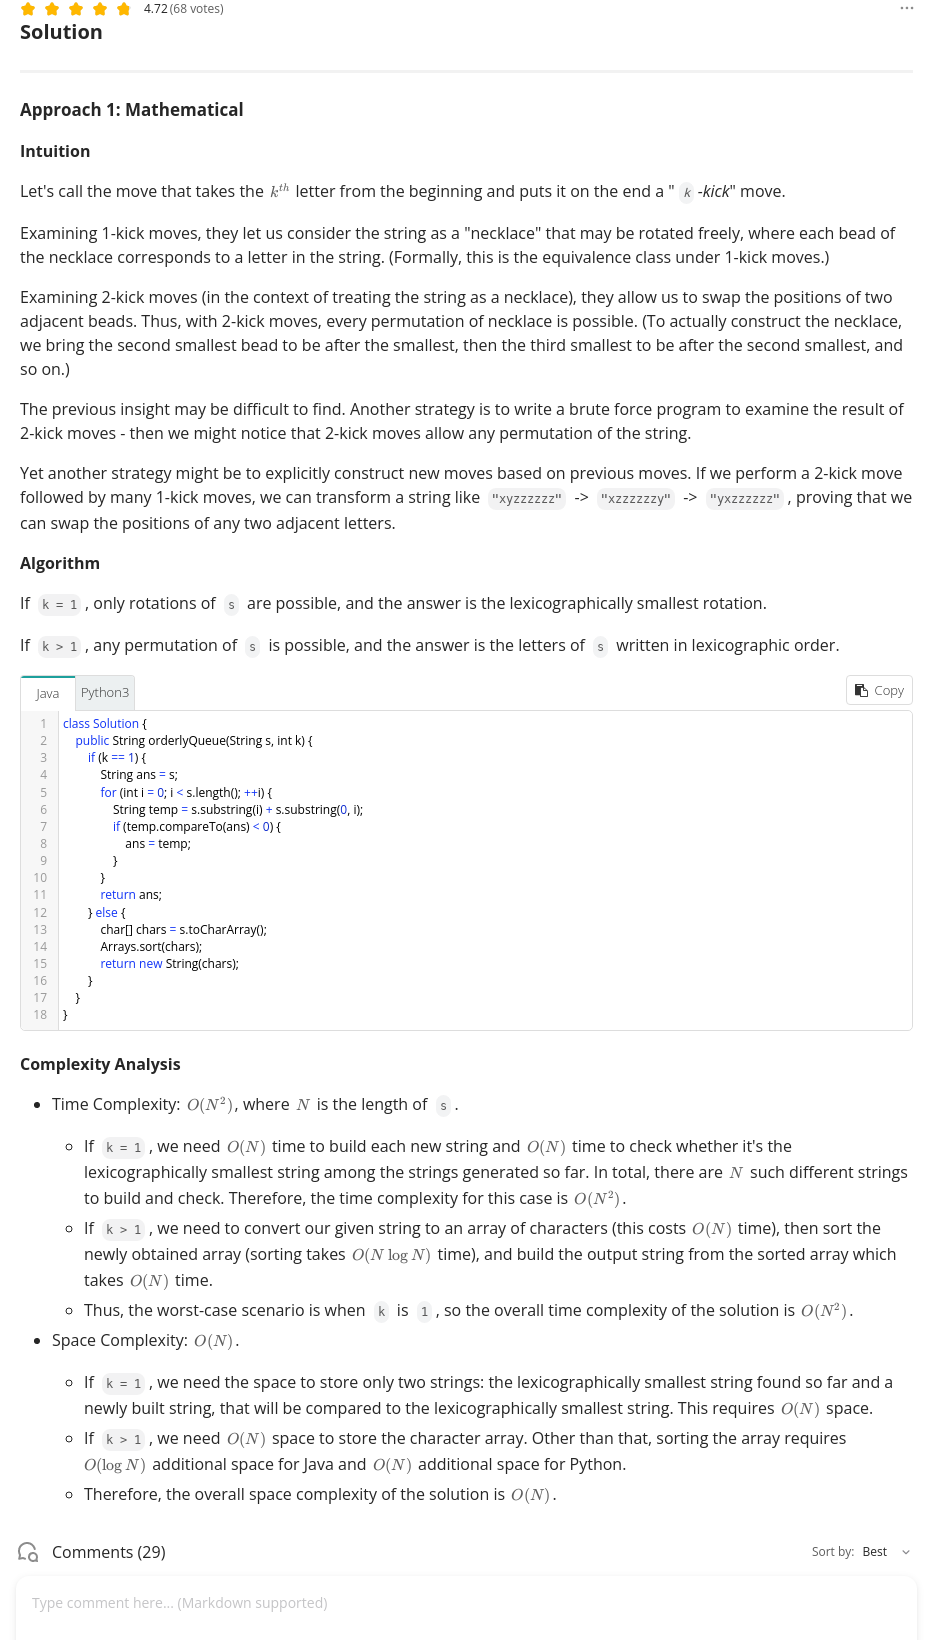 4.72 (68 votes)
Solution
Approach 1: Mathematical
Intuition
Let's call the move that takes the k^th letter from the beginning and puts it on the end a " k -kick" move.
Examining 1-kick moves, they let us consider the string as a "necklace" that may be rotated freely, where each bead of
the necklace corresponds to a letter in the string. (Formally, this is the equivalence class under 1-kick moves.)
Examining 2-kick moves (in the context of treating the string as a necklace), they allow us to swap the positions of two
adjacent beads. Thus, with 2-kick moves, every permutation of necklace is possible. (To actually construct the necklace,
we bring the second smallest bead to be after the smallest, then the third smallest to be after the second smallest, and
so on.)
The previous insight may be difficult to find. Another strategy is to write a brute force program to examine the result of
2-kick moves - then we might notice that 2-kick moves allow any permutation of the string.
Yet another strategy might be to explicitly construct new moves based on previous moves. If we perform a 2-kick move
followed by many 1-kick moves, we can transform a string like "xyzzzzzz" -> "xzzzzzzy" -> "yxzzzzzz" , proving that we
can swap the positions of any two adjacent letters.
Algorithm
If k = 1 , only rotations of s are possible, and the answer is the lexicographically smallest rotation.
If k > 1 , any permutation of s is possible, and the answer is the letters of s written in lexicographic order.
Java Python3 Copy
1 class Solution {
2 public String orderlyQueue(String s, int k) {
3 if (k == 1) {
4 String ans = s;
5 for (int i = 0; i < s.length(); ++i) {
6 String temp = s.substring(i) + s.substring(0, i);
7 if (temp.compareTo(ans) < 0) {
8 ans = temp;
9 }
10 }
11 return ans;
12 } else {
13 char[] chars = s.toCharArray();
14 Arrays.sort(chars);
15 return new String(chars);
16 }
17 }
18 }
Complexity Analysis
• Time Complexity: O(N²), where N is the length of s .
◦ If k = 1 , we need O(N) time to build each new string and O(N) time to check whether it's the
lexicographically smallest string among the strings generated so far. In total, there are N such different strings
to build and check. Therefore, the time complexity for this case is O(N²).
◦ If k > 1 , we need to convert our given string to an array of characters (this costs O(N) time), then sort the
newly obtained array (sorting takes O(N log N) time), and build the output string from the sorted array which
takes O(N) time.
◦ Thus, the worst-case scenario is when k is 1 , so the overall time complexity of the solution is O(N²).
• Space Complexity: O(N).
◦ If k = 1 , we need the space to store only two strings: the lexicographically smallest string found so far and a
newly built string, that will be compared to the lexicographically smallest string. This requires O(N) space.
◦ If k > 1 , we need O(N) space to store the character array. Other than that, sorting the array requires
O(log N) additional space for Java and O(N) additional space for Python.
◦ Therefore, the overall space complexity of the solution is O(N).
Comments (29) Sort by: Best
Type comment here... (Markdown supported)